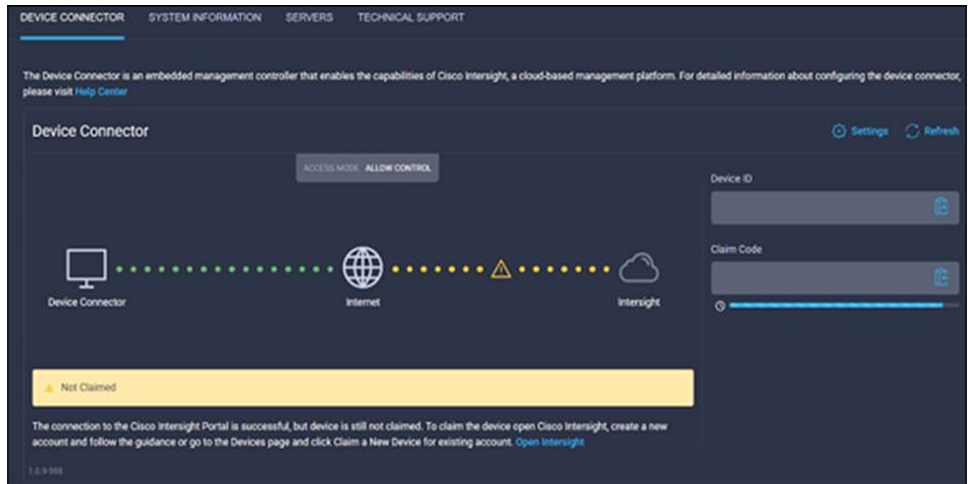 DEVICE CONNECTOR SYSTEM INFORMATION SERVERS TECHNICAL SUPPORT
The Device Connector is an embedded management controller that enables the capabilities of Cisco Intersight, a cloud-based management platform. For detailed information about configuring the device connector,
please visit Help Center
Device Connector
Settings Refresh
ACCESS MODE ALLOW CONTROL
Device ID
Claim Code
Device Connector Internet Intersight
Not Claimed
The connection to the Cisco Intersight Portal is successful, but device is still not claimed. To claim the device open Cisco Intersight, create a new
account and follow the guidance or go to the Devices page and click Claim a New Device for existing account. Open Intersight
1.0.9-988